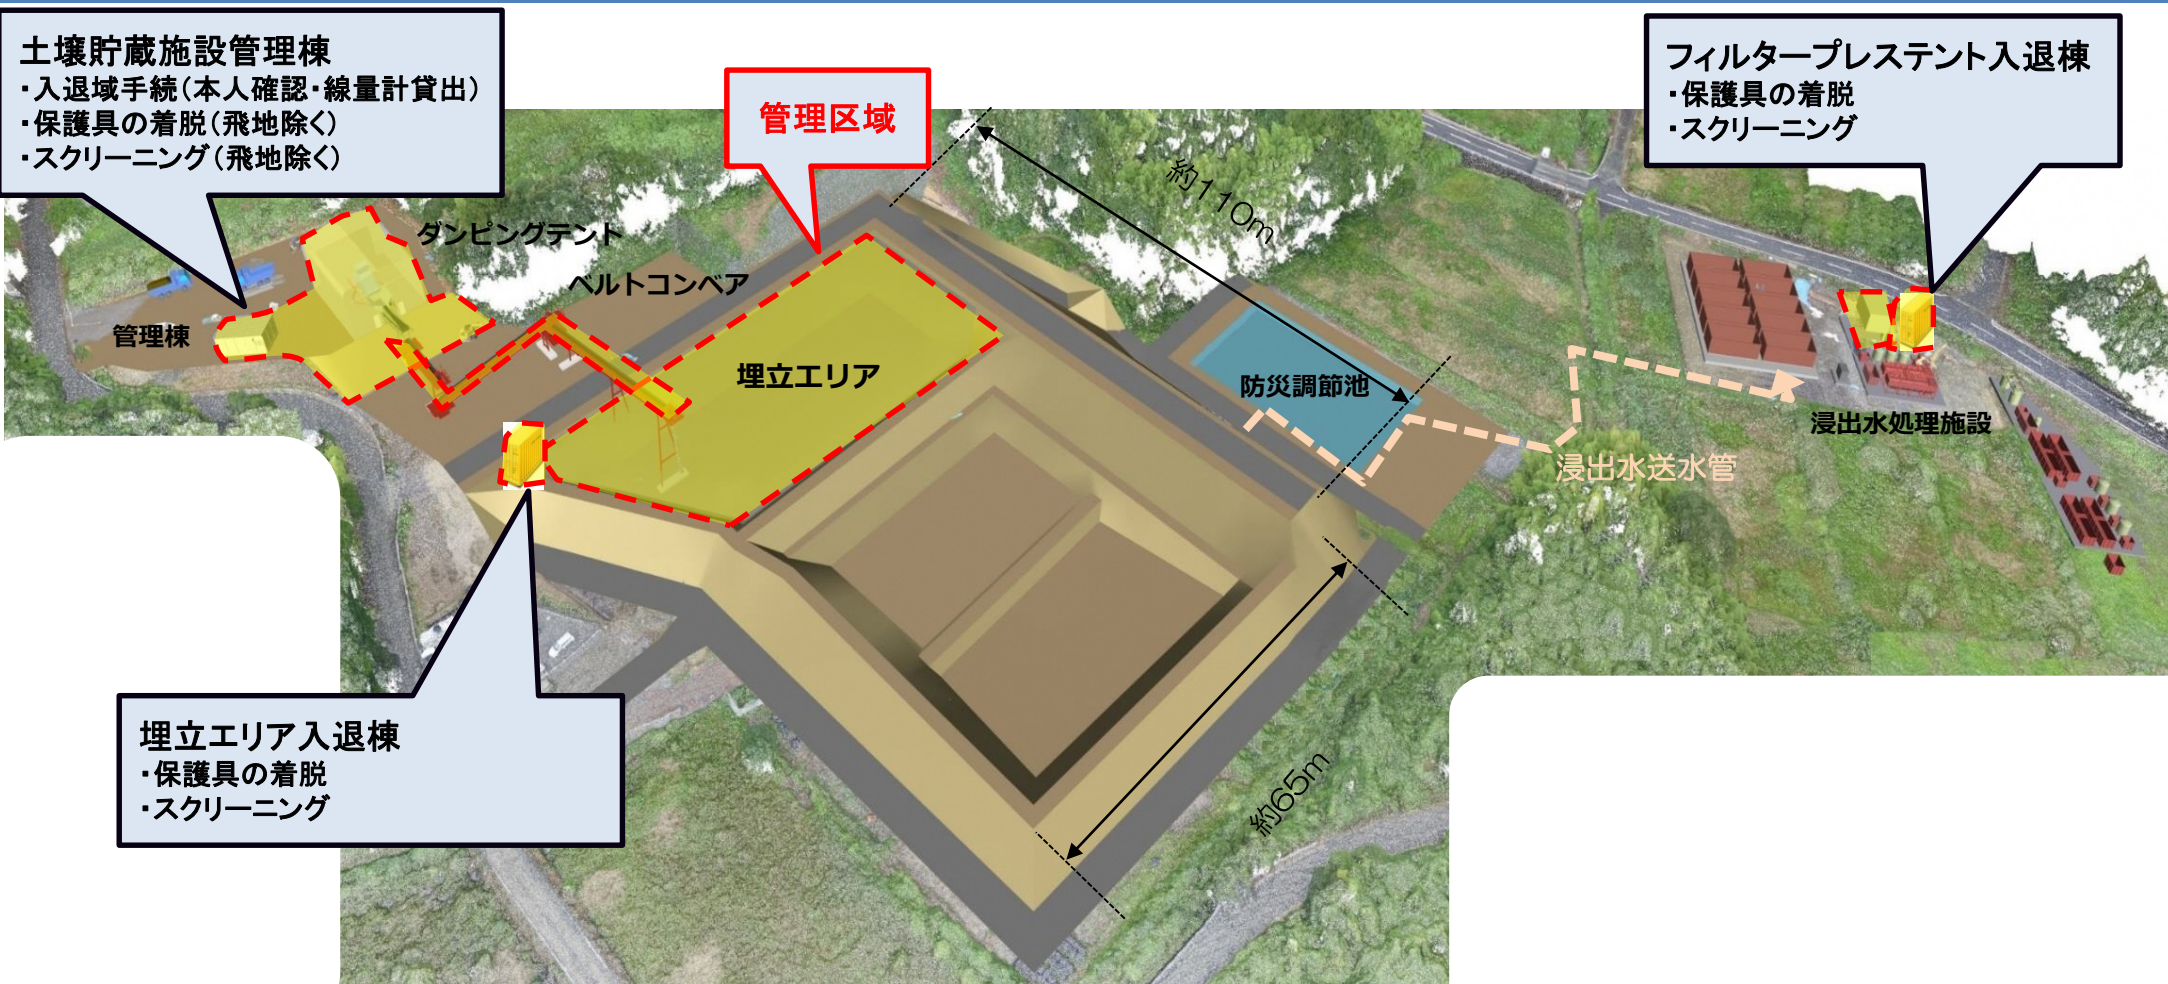 土壌貯蔵施設管理棟
・入退域手続(本人確認・線量計貸出)
・保護具の着脱(飛地除く)
・スクリーニング(飛地除く)
管理区域
フィルタープレステント入退棟
・保護具の着脱
・スクリーニング
約110m
ダンピングテント
ベルトコンベア
管理棟
埋立エリア
防災調節池
浸出水処理施設
浸出水送水管
埋立エリア入退棟
・保護具の着脱
・スクリーニング
約65m